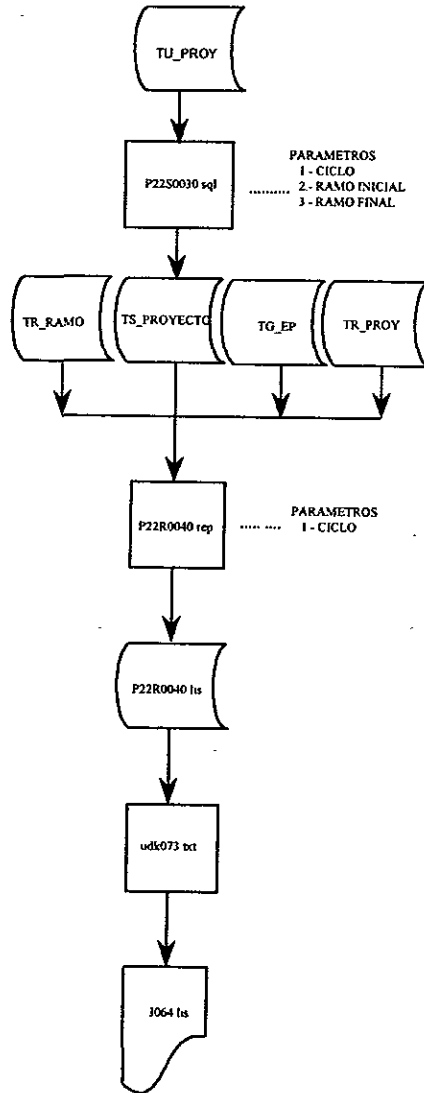 TU_PROY
P22S0030 sql
PARAMETROS
1 - CICLO
2.- RAMO INICIAL
3 - RAMO FINAL
TR_RAMO
TS_PROYECTO
TG_EP
TR_PROY
P22R0040 rep
PARAMETROS
1 - CICLO
P22R0040 lis
udk073 txt
3064 lis